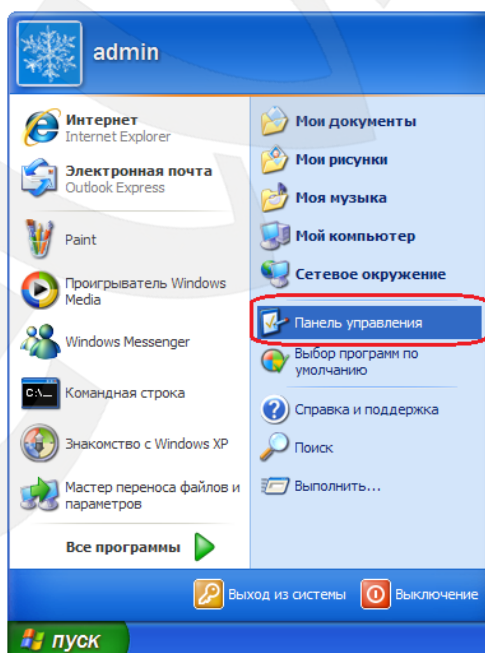 admin
Интернет
Internet Explorer
Электронная почта
Outlook Express
Paint
Проигрыватель Windows
Media
Windows Messenger
C:\_
Командная строка
Знакомство с Windows XP
Мастер переноса файлов и
параметров
Все программы
Мои документы
Мои рисунки
Моя музыка
Мой компьютер
Сетевое окружение
Панель управления
Выбор программ по
умолчанию
Справка и поддержка
Поиск
Выполнить...
Выход из системы
Выключение
пуск